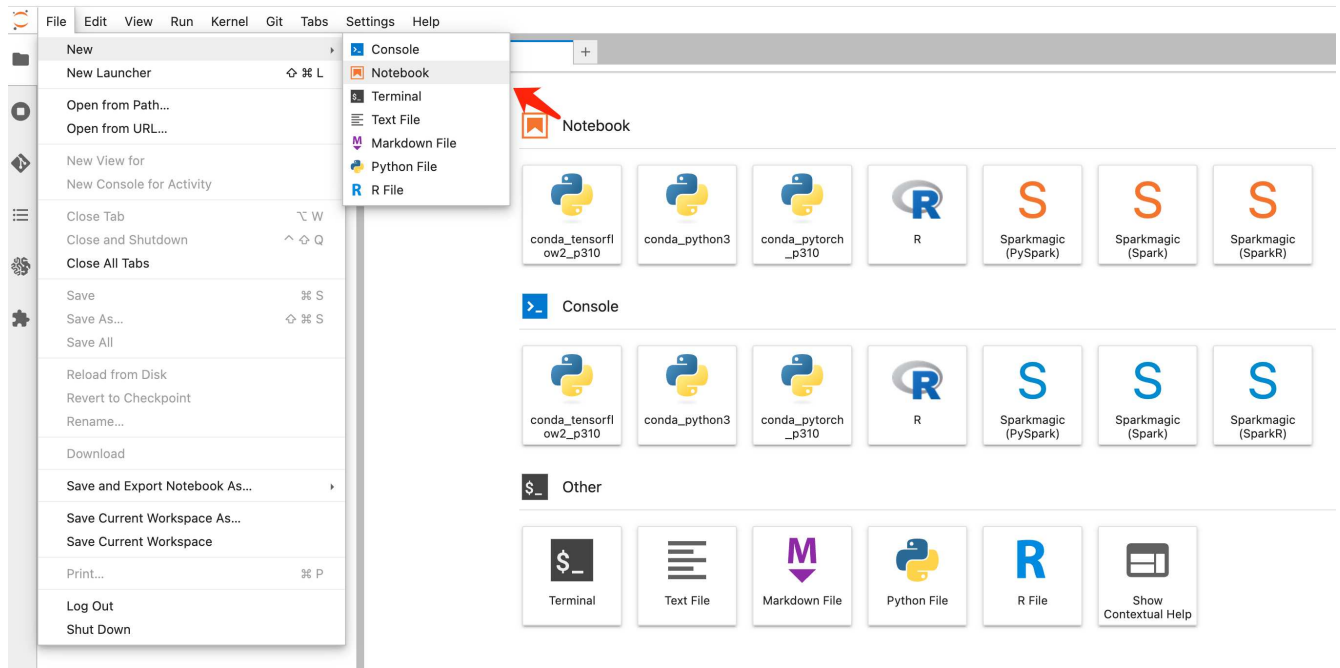 File Edit View Run Kernel Git Tabs Settings Help
New
New Launcher ⇧ ⌘ L
Open from Path...
Open from URL...
New View for
New Console for Activity
Close Tab ⌥ W
Close and Shutdown ^ ⇧ Q
Close All Tabs
Save ⌘ S
Save As... ⇧ ⌘ S
Save All
Reload from Disk
Revert to Checkpoint
Rename...
Download
Save and Export Notebook As...
Save Current Workspace As...
Save Current Workspace
Print... ⌘ P
Log Out
Shut Down
Console
Notebook
$_ Terminal
Text File
M Markdown File
Python File
R R File
+
Notebook
conda_tensorfl
ow2_p310
conda_python3
conda_pytorch
_p310
R
R
S
Sparkmagic
(PySpark)
S
Sparkmagic
(Spark)
S
Sparkmagic
(SparkR)
>_ Console
conda_tensorfl
ow2_p310
conda_python3
conda_pytorch
_p310
R
R
S
Sparkmagic
(PySpark)
S
Sparkmagic
(Spark)
S
Sparkmagic
(SparkR)
$_ Other
$_
Terminal
Text File
M
Markdown File
Python File
R
R File
Show
Contextual Help